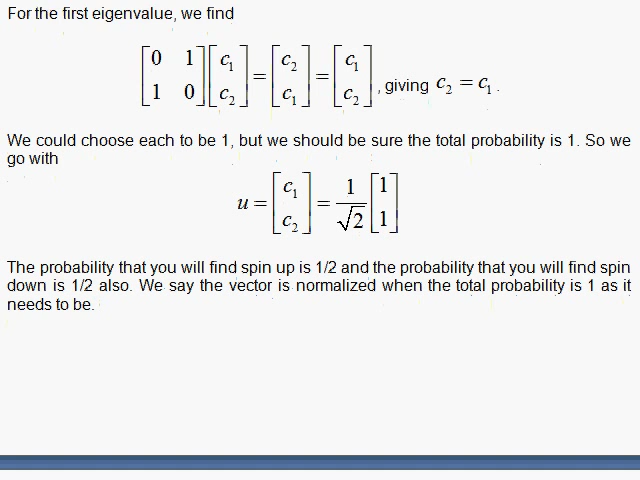 For the first eigenvalue, we find
[0 1; 1 0][c₁; c₂] = [c₂; c₁] = [c₁; c₂], giving c₂ = c₁.
We could choose each to be 1, but we should be sure the total probability is 1. So we
go with
u = [c₁; c₂] = 1/√2 [1; 1]
The probability that you will find spin up is 1/2 and the probability that you will find spin
down is 1/2 also. We say the vector is normalized when the total probability is 1 as it
needs to be.